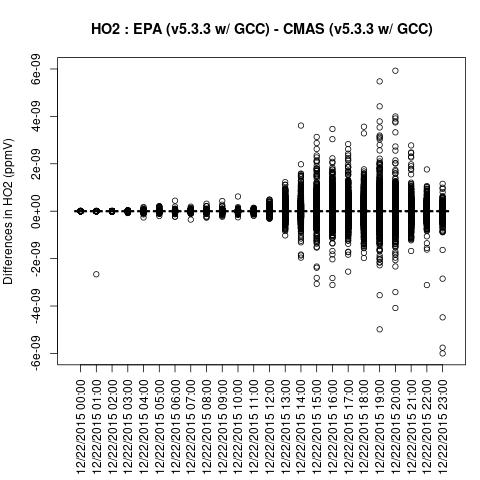 HO2 : EPA (v5.3.3 w/ GCC) - CMAS (v5.3.3 w/ GCC)
Differences in HO2 (ppmV)
6e-09
4e-09
2e-09
0e+00
-2e-09
-4e-09
-6e-09
12/22/2015 00:00
12/22/2015 01:00
12/22/2015 02:00
12/22/2015 03:00
12/22/2015 04:00
12/22/2015 05:00
12/22/2015 06:00
12/22/2015 07:00
12/22/2015 08:00
12/22/2015 09:00
12/22/2015 10:00
12/22/2015 11:00
12/22/2015 12:00
12/22/2015 13:00
12/22/2015 14:00
12/22/2015 15:00
12/22/2015 16:00
12/22/2015 17:00
12/22/2015 18:00
12/22/2015 19:00
12/22/2015 20:00
12/22/2015 21:00
12/22/2015 22:00
12/22/2015 23:00